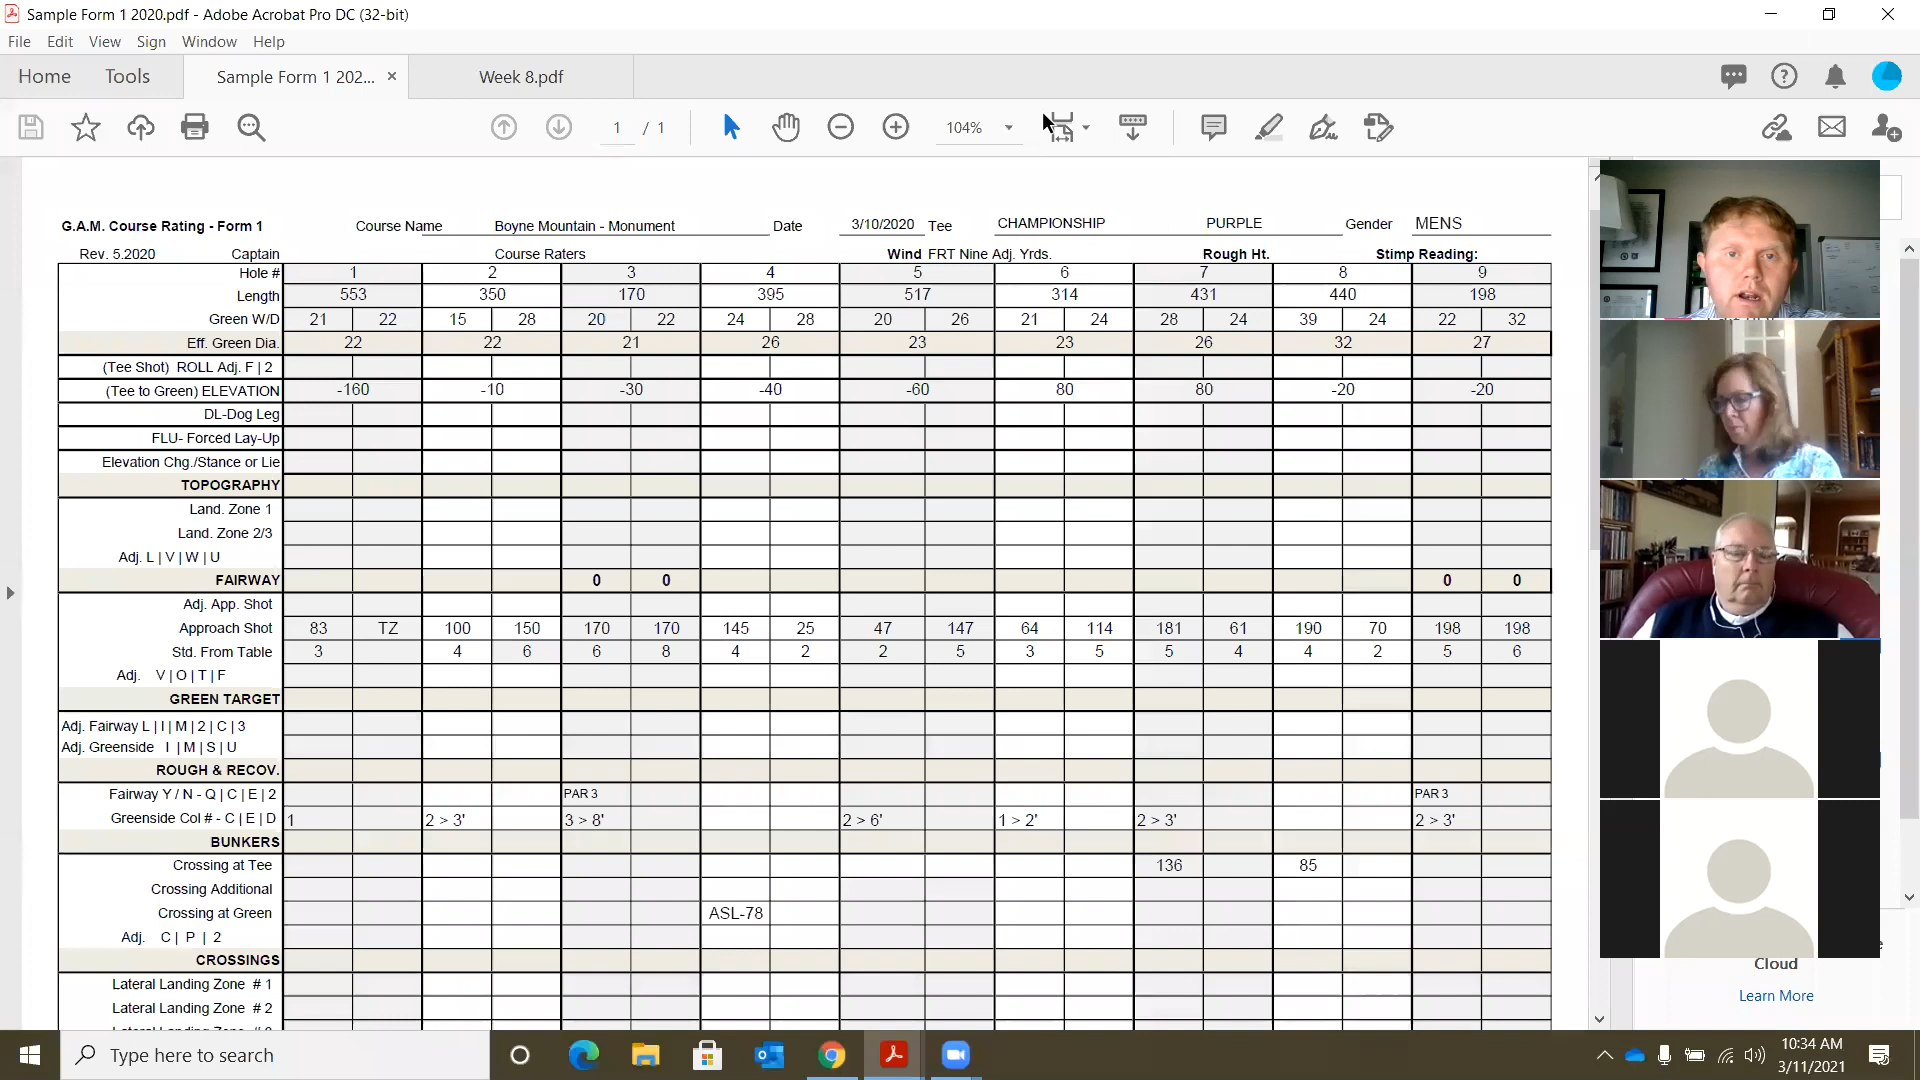 Sample Form 1 2020.pdf - Adobe Acrobat Pro DC (32-bit)
File Edit View Sign Window Help
Home Tools Sample Form 1 202... × Week 8.pdf
1 / 1 104%
G.A.M. Course Rating - Form 1 Course Name Boyne Mountain - Monument Date 3/10/2020 Tee CHAMPIONSHIP PURPLE Gender MENS
Rev. 5.2020 Captain Course Raters Wind FRT Nine Adj. Yrds. Rough Ht. Stimp Reading:
Hole # 1 2 3 4 5 6 7 8 9
Length 553 350 170 395 517 314 431 440 198
Green W/D 21 22 15 28 20 22 24 28 20 26 21 24 28 24 39 24 22 32
Eff. Green Dia. 22 22 21 26 23 23 26 32 27
(Tee Shot) ROLL Adj. F | 2
(Tee to Green) ELEVATION -160 -10 -30 -40 -60 80 80 -20 -20
DL-Dog Leg
FLU- Forced Lay-Up
Elevation Chg./Stance or Lie
TOPOGRAPHY
Land. Zone 1
Land. Zone 2/3
Adj. L | V | W | U
FAIRWAY 0 0 0 0
Adj. App. Shot
Approach Shot 83 TZ 100 150 170 170 145 25 47 147 64 114 181 61 190 70 198 198
Std. From Table 3 4 6 6 8 4 2 2 5 3 5 5 4 4 2 5 6
Adj. V | O | T | F
GREEN TARGET
Adj. Fairway L | I | M | 2 | C | 3
Adj. Greenside I | M | S | U
ROUGH & RECOV.
Fairway Y / N - Q | C | E | 2 PAR 3 PAR 3
Greenside Col # - C | E | D 1 2 > 3' 3 > 8' 2 > 6' 1 > 2' 2 > 3' 2 > 3'
BUNKERS
Crossing at Tee 136 85
Crossing Additional
Crossing at Green ASL-78
Adj. C | P | 2
CROSSINGS
Lateral Landing Zone # 1
Lateral Landing Zone # 2
Cloud
Learn More
Type here to search
10:34 AM
3/11/2021